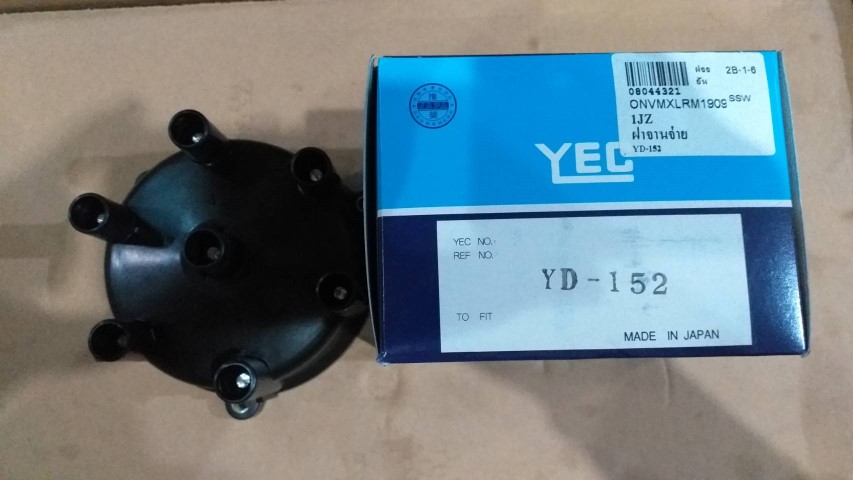 ห้อง 2B-1-6
ชั้น
08044321
ONVMXLRM1909 SSW
1JZ
ฝาจานจ่าย
YD-152
YEC
YEC NO.
REF NO.
YD-152
TO FIT
MADE IN JAPAN